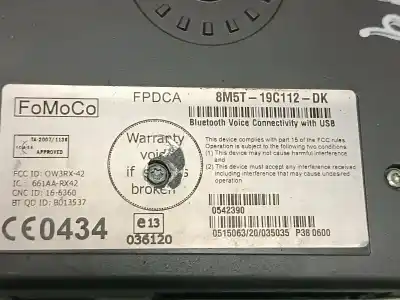 FoMoCo
FPDCA
8M5T-19C112-DK
Bluetooth Voice Connectivity with USB
TA-2007/1138
APPROVED
Warranty
void
if
broken
This device complies with part 15 of the FCC rules
Operation is subject to the following two conditions
(1) This device may not cause harmful interference
and
(2) This device must accept any interference received
including interference that may cause
undesired operation
FCC ID: OW3RX-42
IC: 661AA-RX42
CNC ID: 16-6360
BT QD ID: B013537
CE0434
e13
036120
0542390
0515063/20/035035 P38 0600